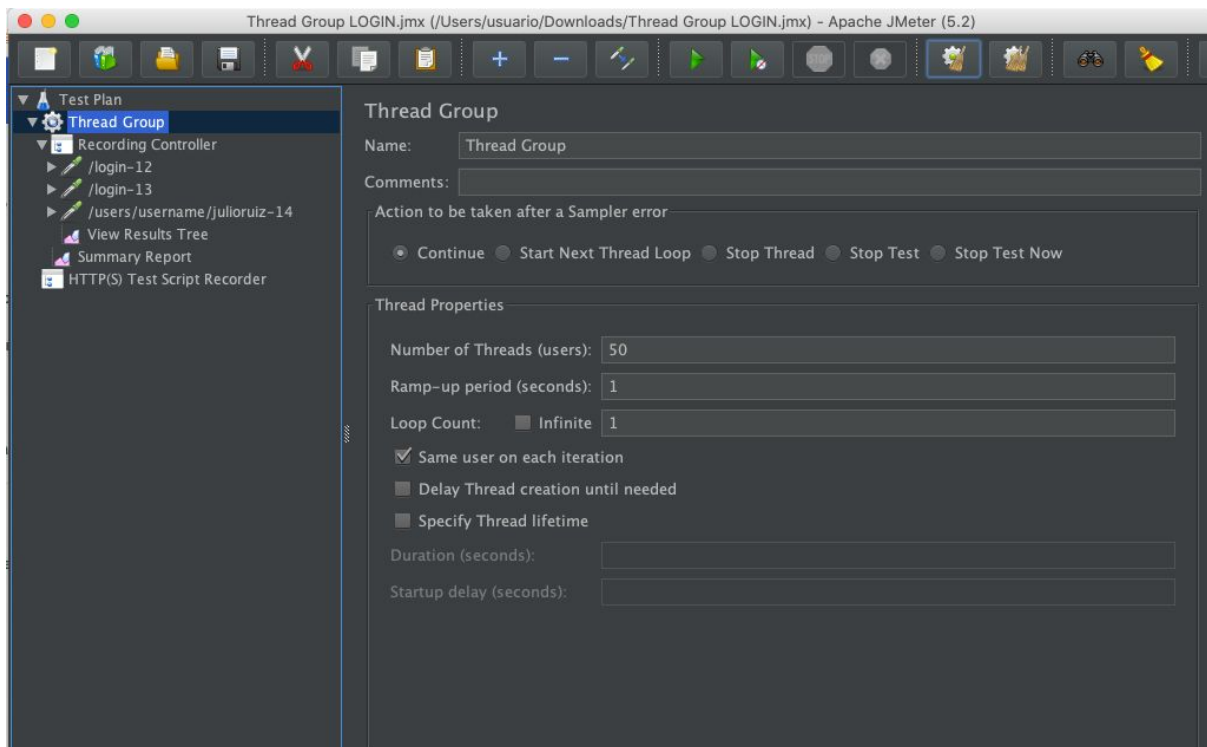 Thread Group LOGIN.jmx (/Users/usuario/Downloads/Thread Group LOGIN.jmx) - Apache JMeter (5.2)
STOP
Test Plan
Thread Group
Recording Controller
/login-12
/login-13
/users/username/julioruiz-14
View Results Tree
Summary Report
HTTP(S) Test Script Recorder
Thread Group
Name: Thread Group
Comments:
Action to be taken after a Sampler error
Continue Start Next Thread Loop Stop Thread Stop Test Stop Test Now
Thread Properties
Number of Threads (users): 50
Ramp-up period (seconds): 1
Loop Count: Infinite 1
Same user on each iteration
Delay Thread creation until needed
Specify Thread lifetime
Duration (seconds):
Startup delay (seconds):